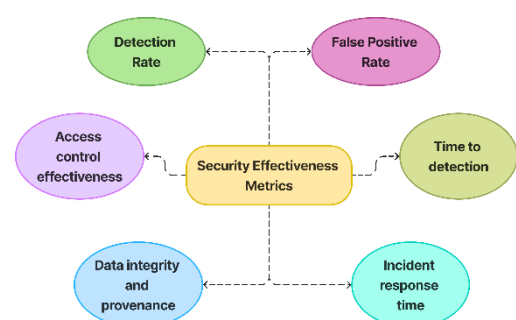 Detection
Rate
False Positive
Rate
Access
control
effectiveness
Security Effectiveness
Metrics
Time to
detection
Data integrity
and
provenance
Incident
response
time